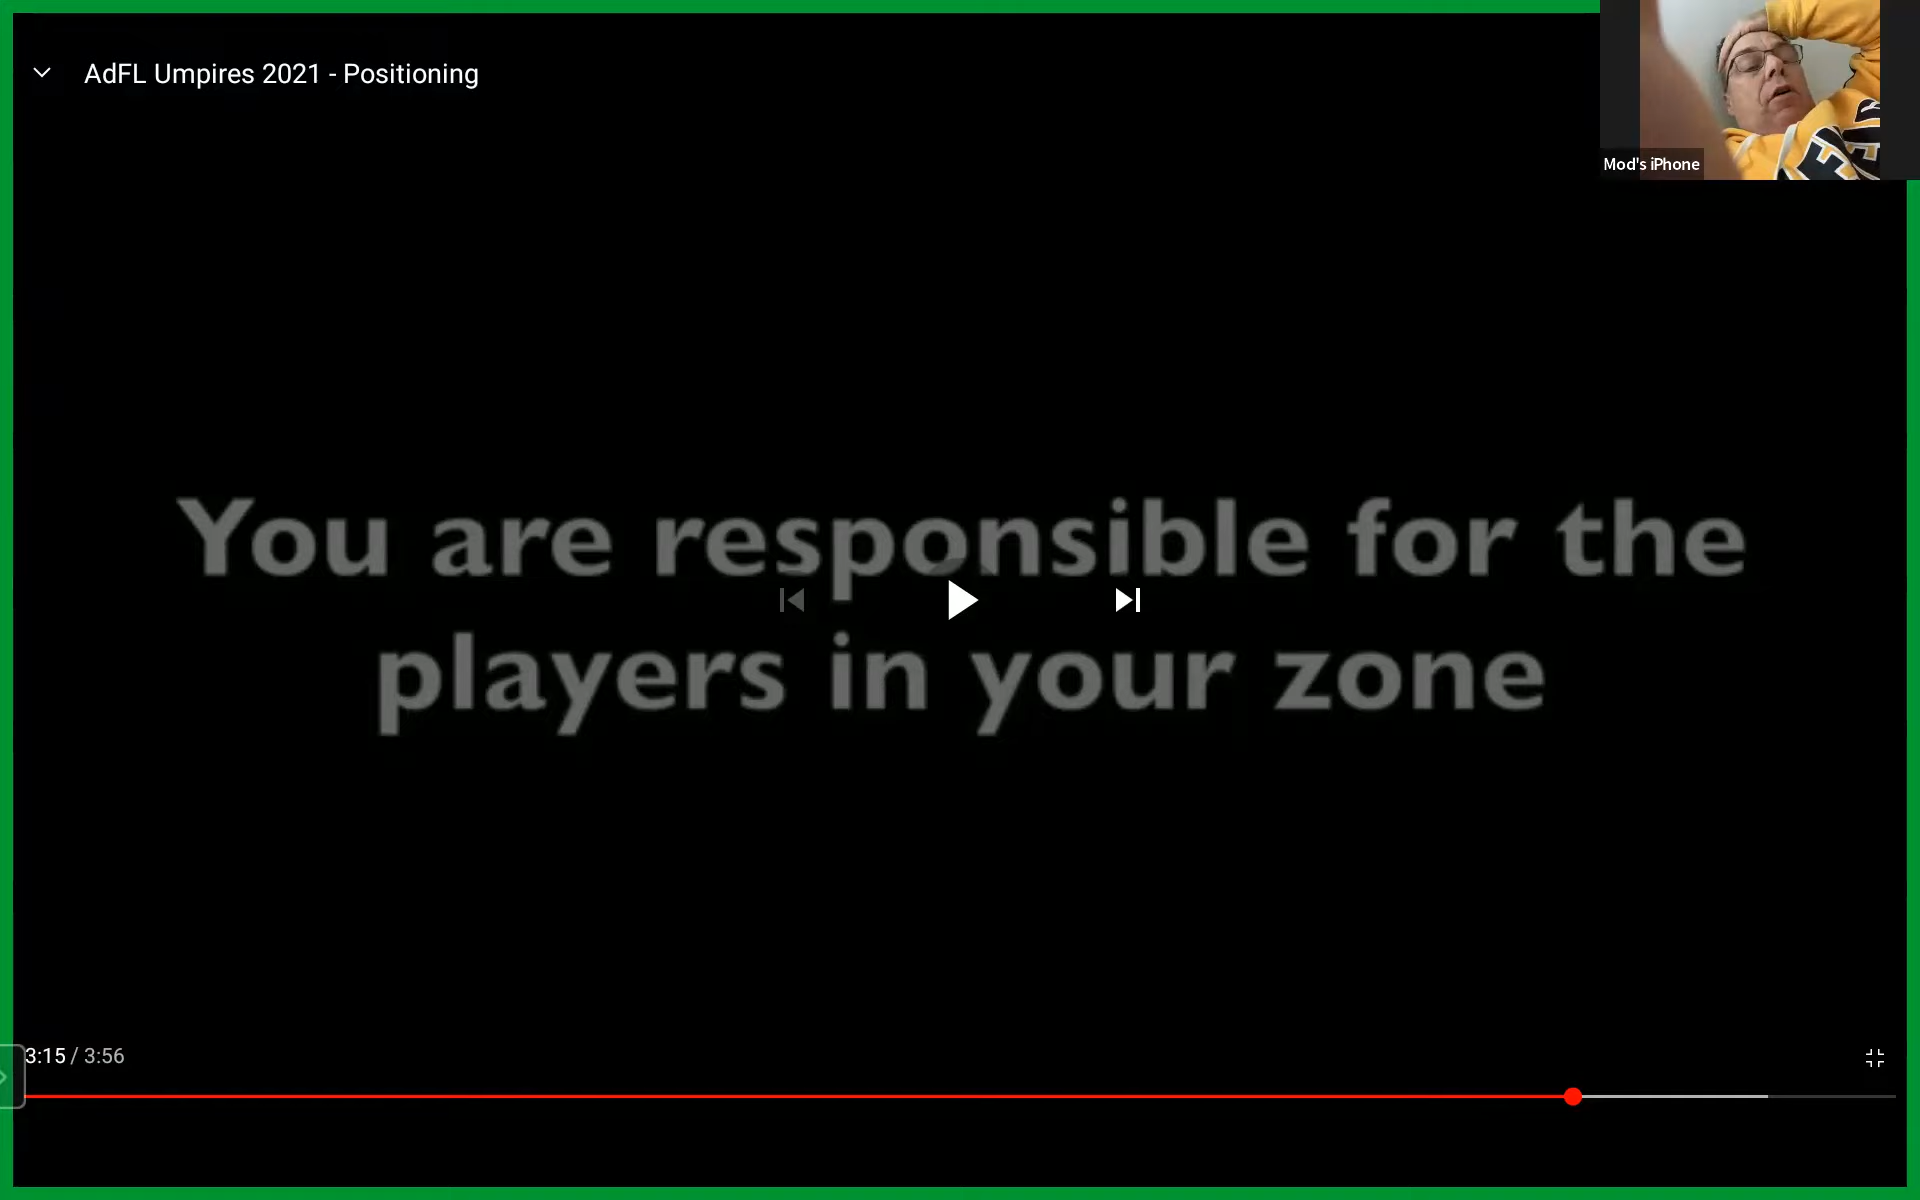 AdFL Umpires 2021 - Positioning
Mod's iPhone
You are responsible for the
players in your zone
3:15 / 3:56